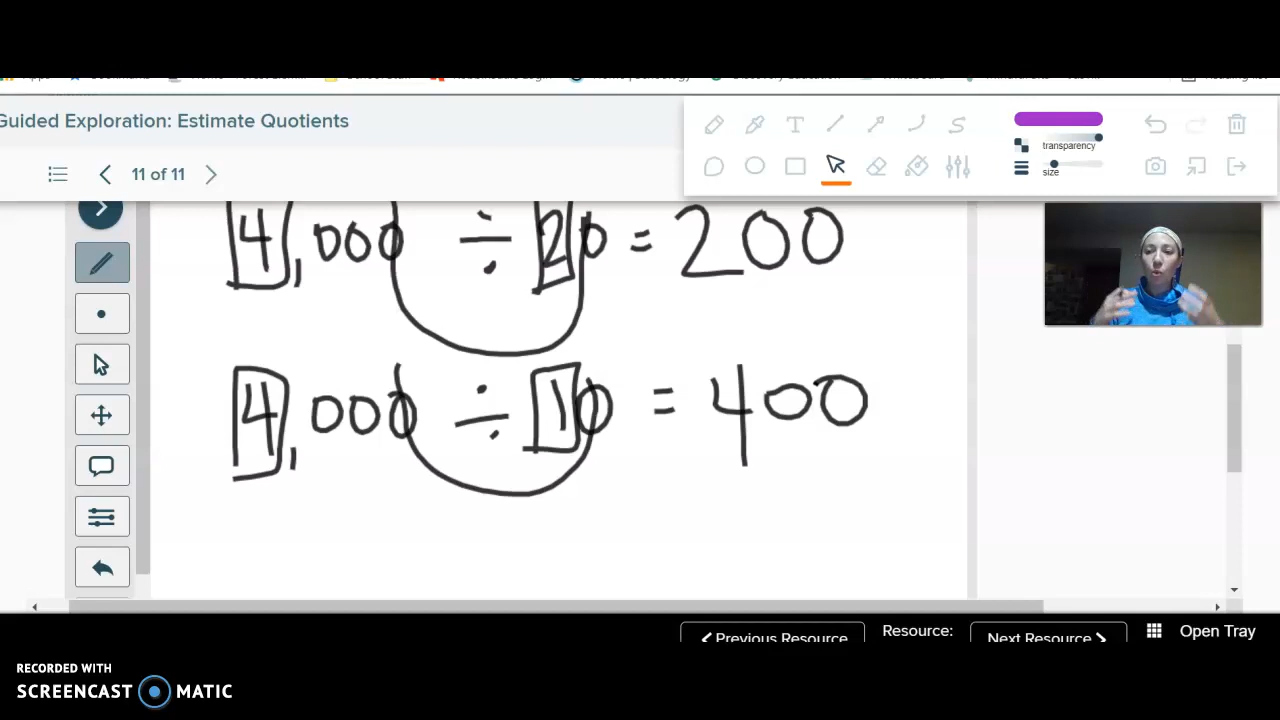 Guided Exploration: Estimate Quotients
11 of 11
T
transparency
size
4,000 ÷ 20 = 200
4,000 ÷ 10 = 400
Previous Resource
Resource:
Next Resource
Open Tray
RECORDED WITH
SCREENCAST MATIC